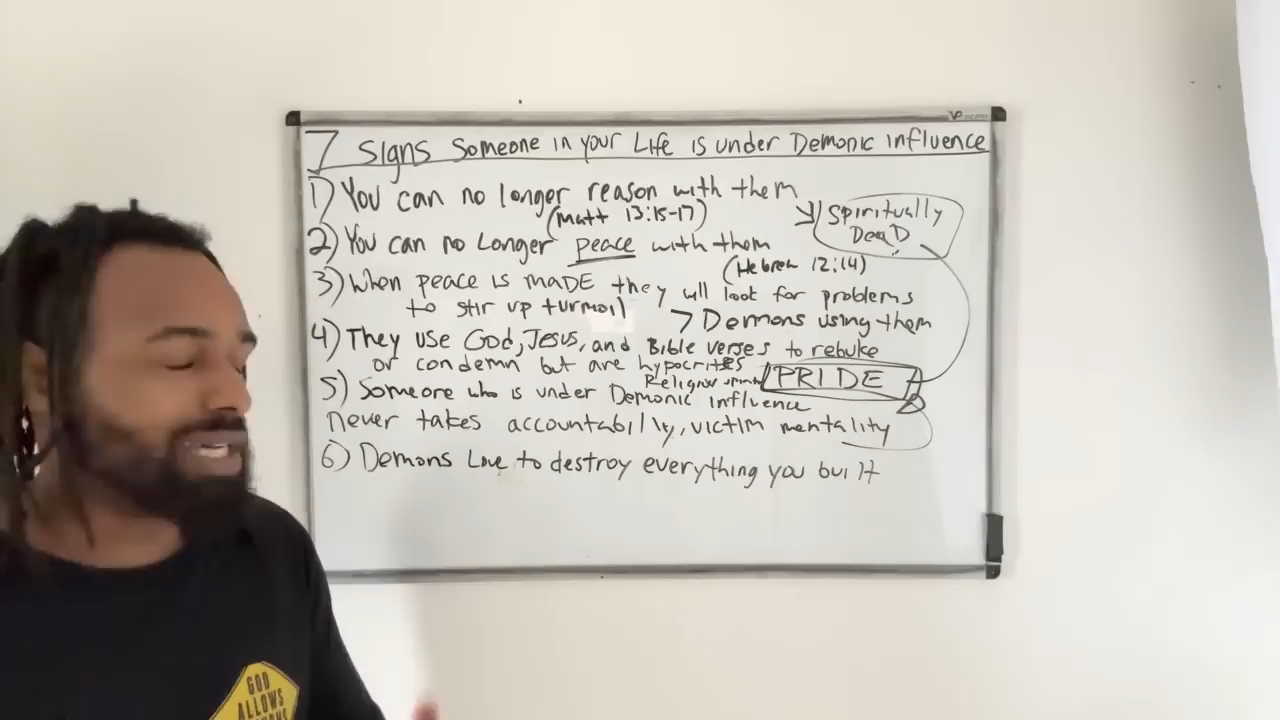 7 Signs Someone in your Life is under Demonic influence
1) You can no longer reason with them
(Matt 13:15-17)
Spiritually
DeaD
2) You can no Longer peace with them
(Hebrew 12:14)
3) When peace is maDE they will look for problems
to stir up turmoil
> Demons using them
4) They use God, Jesus, and Bible verses to rebuke
or condemn but are hypocrites
Religious spirit
PRIDE
5) Someone who is under Demonic influence
never takes accountability, victim mentality
6) Demons Love to destroy everything you built
GOD
ALLOWS